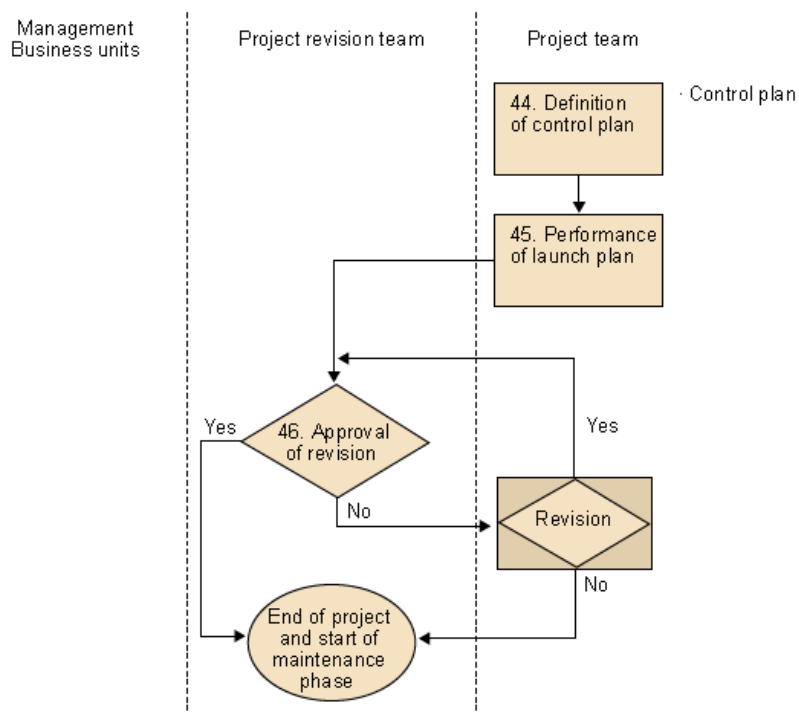 Management
Business units
Project revision team
Project team
44. Definition
of control plan
· Control plan
45. Performance
of launch plan
Yes
46. Approval
of revision
Yes
No
Revision
No
End of project
and start of
maintenance
phase